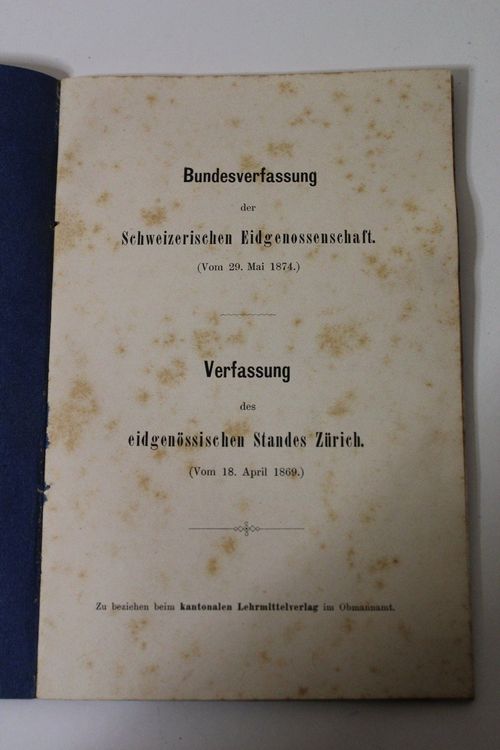 Bundesverfassung
der
Schweizerischen Eidgenossenschaft.
(Vom 29. Mai 1874.)
Verfassung
des
eidgenössischen Standes Zürich.
(Vom 18. April 1869.)
Zu beziehen beim kantonalen Lehrmittelverlag im Obmannamt.